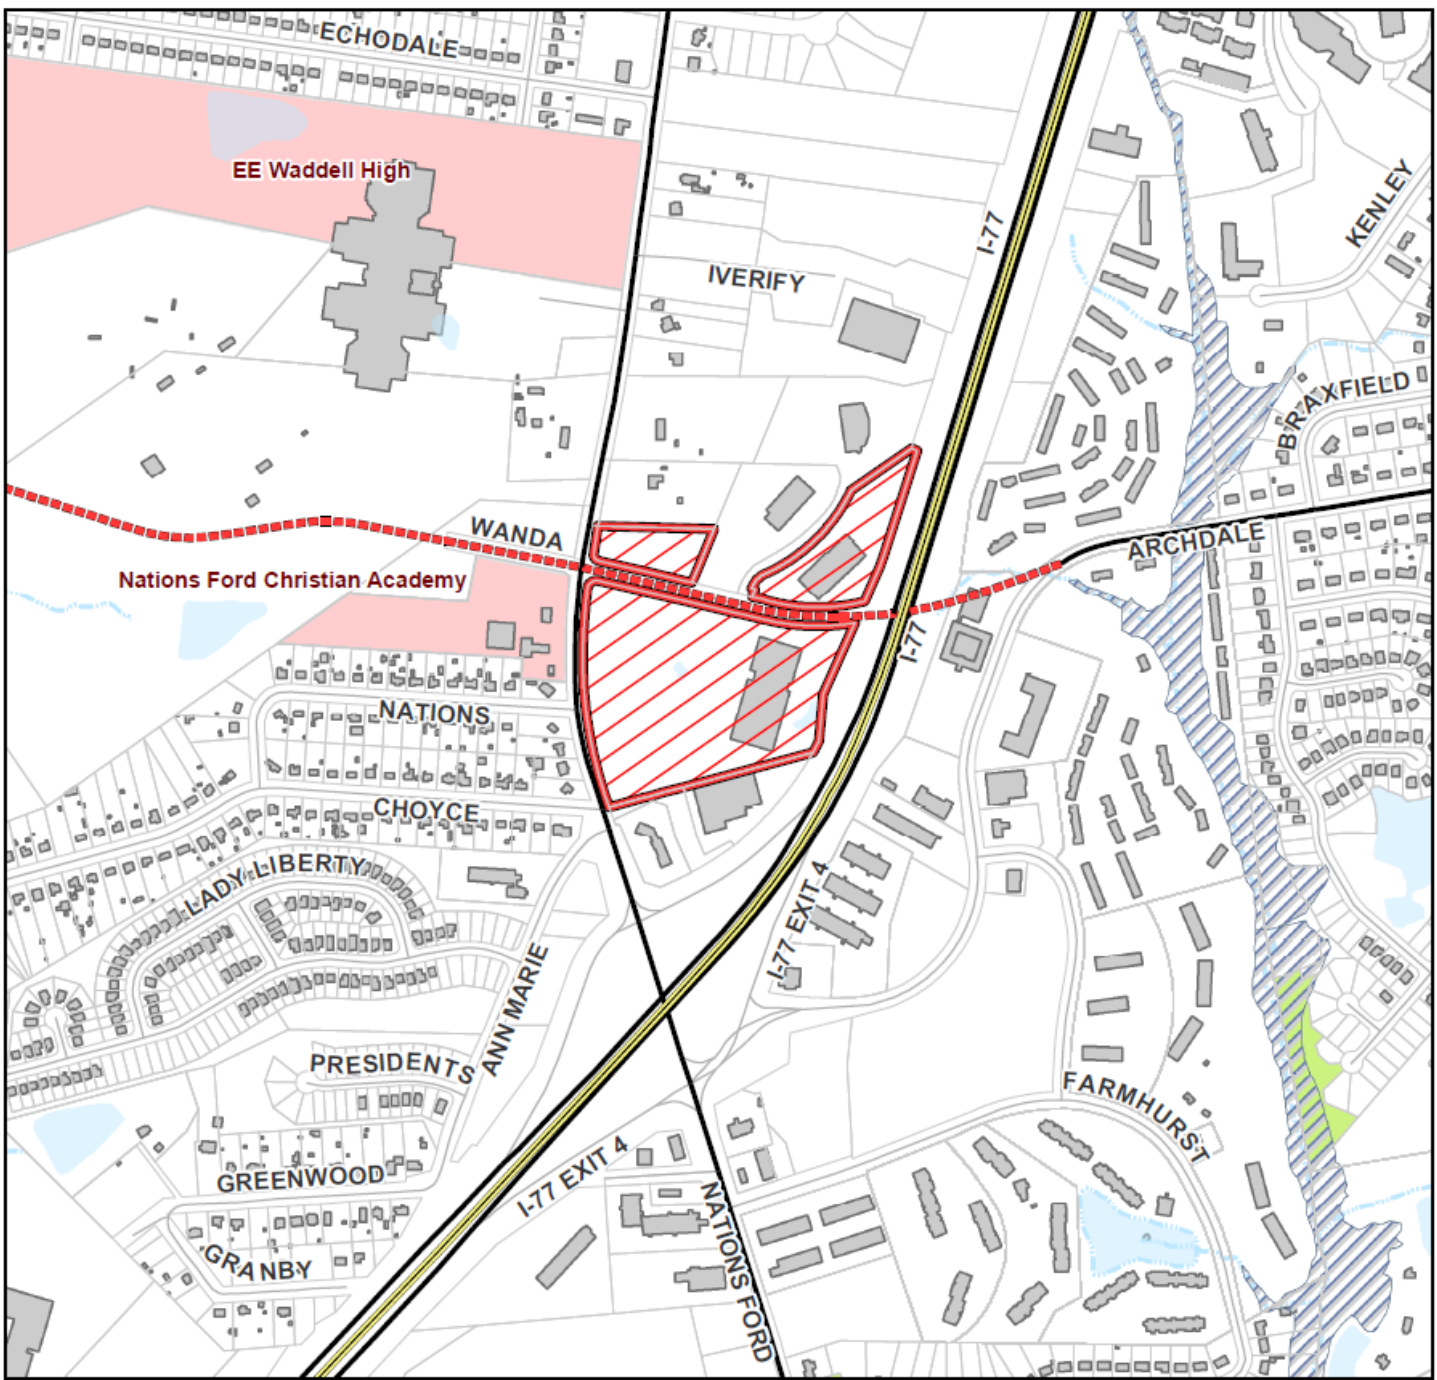 ECHODALE
EE Waddell High
KENLEY
I-77
IVERIFY
BRAXFIELD
WANDA
ARCHDALE
Nations Ford Christian Academy
I-77
NATIONS
CHOYCE
LADY LIBERTY
I-77 EXIT 4
ANN MARIE
PRESIDENTS
FARMHURST
I-77 EXIT 4
GREENWOOD
NATIONS FORD
GRANBY